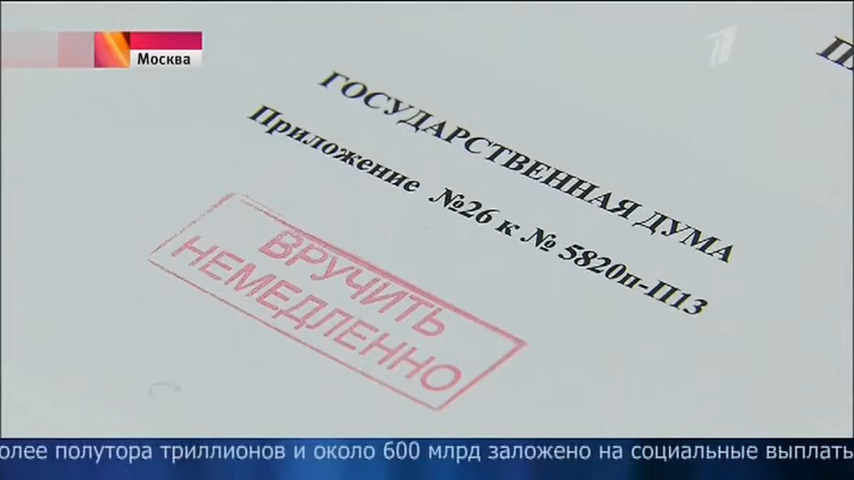 Москва
ГОСУДАРСТВЕННАЯ ДУМА
Приложение №26 к № 5820п-П13
ВРУЧИТЬ
НЕМЕДЛЕННО
олее полутора триллионов и около 600 млрд заложено на социальные выплаты